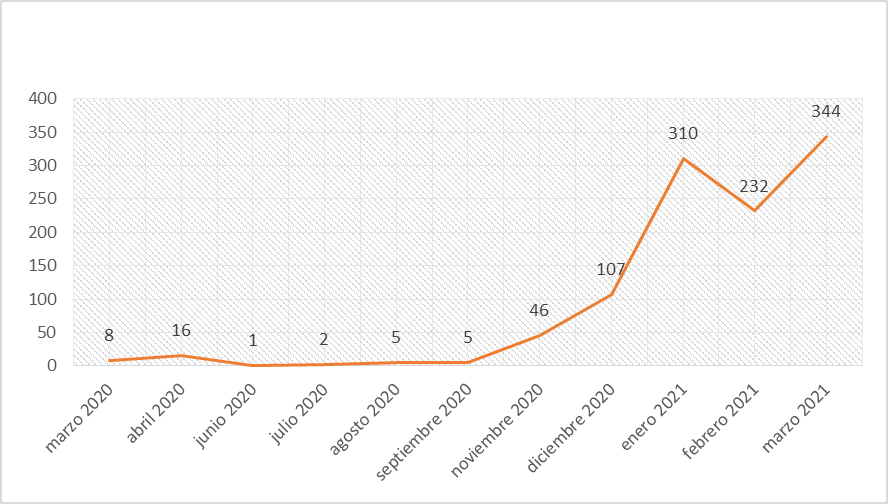 400
350
300
250
200
150
100
50
0
8
16
1
2
5
5
46
107
310
232
344
marzo 2020
abril 2020
junio 2020
julio 2020
agosto 2020
septiembre 2020
noviembre 2020
diciembre 2020
enero 2021
febrero 2021
marzo 2021